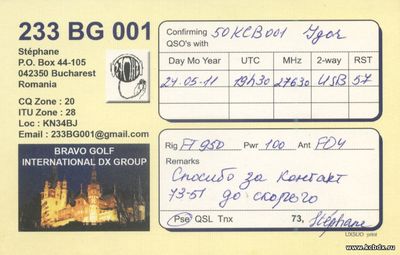 233 BG 001
Stéphane
P.O. Box 44-105
042350 Bucharest
Romania
CQ Zone : 20
ITU Zone : 28
Loc : KN34BJ
Email : 233BG001@gmail.com
BRAVO GOLF
INTERNATIONAL DX GROUP
Confirming 50KCB001 Igor
QSO's with
Day Mo Year UTC MHz 2-way RST
24-05-11 19h30 27630 USB 57
Rig FT 950 Pwr 100 Ant FD4
Remarks
Спосибо за контакт
73-51 до скорого
Pse QSL Tnx 73, Stéphane
www.kcbdx.ru